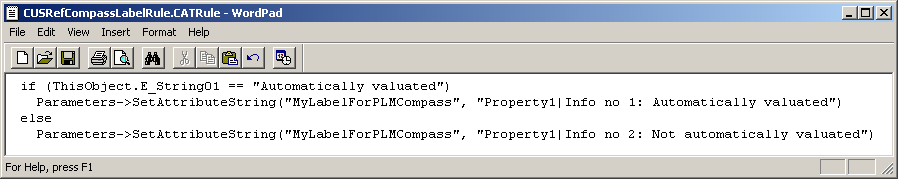 CUSRefCompassLabelRule.CATRule - WordPad
File Edit View Insert Format Help
if (ThisObject.E_String01 == "Automatically valuated")
Parameters->SetAttributeString("MyLabelForPLMCompass", "Property1|Info no 1: Automatically valuated")
else
Parameters->SetAttributeString("MyLabelForPLMCompass", "Property1|Info no 2: Not automatically valuated")
For Help, press F1